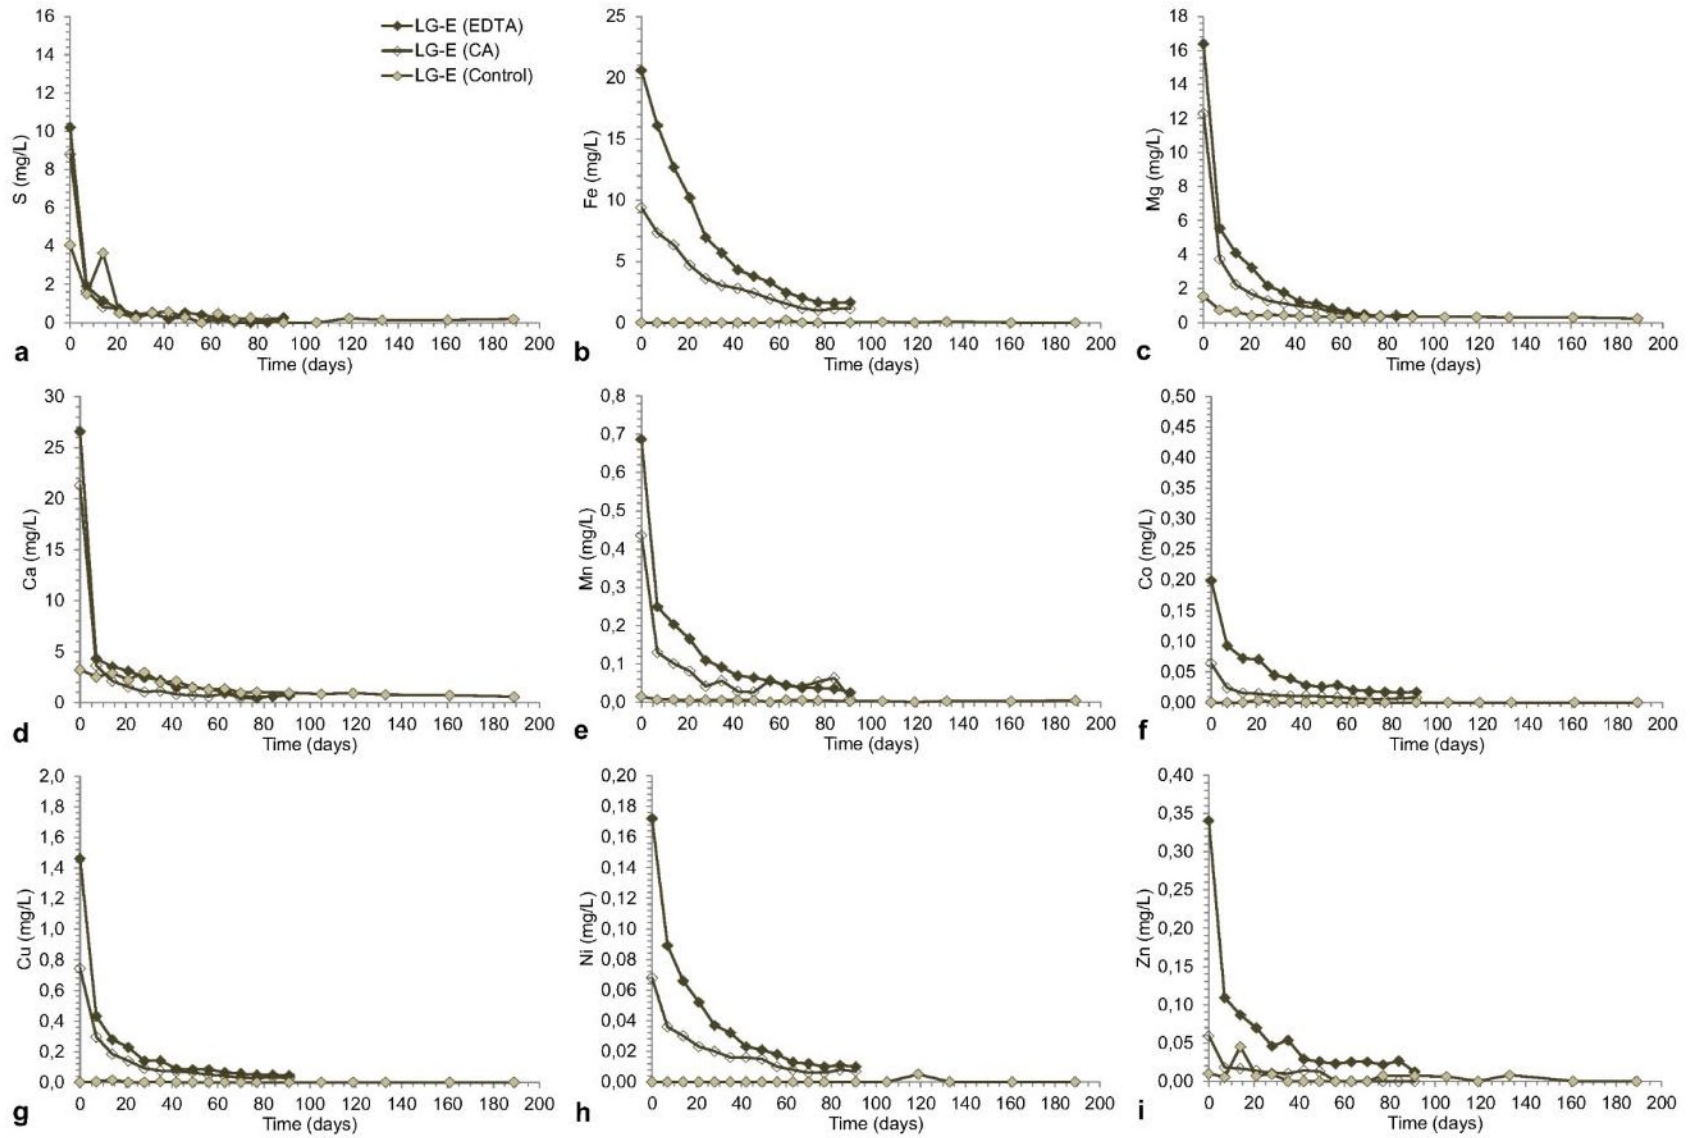 LG-E (EDTA)
LG-E (CA)
LG-E (Control)
S (mg/L)
16
14
12
10
8
6
4
2
0
0 20 40 60 80 100 120 140 160 180 200
Time (days)
a
Fe (mg/L)
25
20
15
10
5
0
0 20 40 60 80 100 120 140 160 180 200
Time (days)
b
Mg (mg/L)
18
16
14
12
10
8
6
4
2
0
0 20 40 60 80 100 120 140 160 180 200
Time (days)
c
Ca (mg/L)
30
25
20
15
10
5
0
0 20 40 60 80 100 120 140 160 180 200
Time (days)
d
Mn (mg/L)
0,8
0,7
0,6
0,5
0,4
0,3
0,2
0,1
0,0
0 20 40 60 80 100 120 140 160 180 200
Time (days)
e
Co (mg/L)
0,50
0,45
0,40
0,35
0,30
0,25
0,20
0,15
0,10
0,05
0,00
0 20 40 60 80 100 120 140 160 180 200
Time (days)
f
Cu (mg/L)
2,0
1,8
1,6
1,4
1,2
1,0
0,8
0,6
0,4
0,2
0,0
0 20 40 60 80 100 120 140 160 180 200
Time (days)
g
Ni (mg/L)
0,20
0,18
0,16
0,14
0,12
0,10
0,08
0,06
0,04
0,02
0,00
0 20 40 60 80 100 120 140 160 180 200
Time (days)
h
Zn (mg/L)
0,40
0,35
0,30
0,25
0,20
0,15
0,10
0,05
0,00
0 20 40 60 80 100 120 140 160 180 200
Time (days)
i